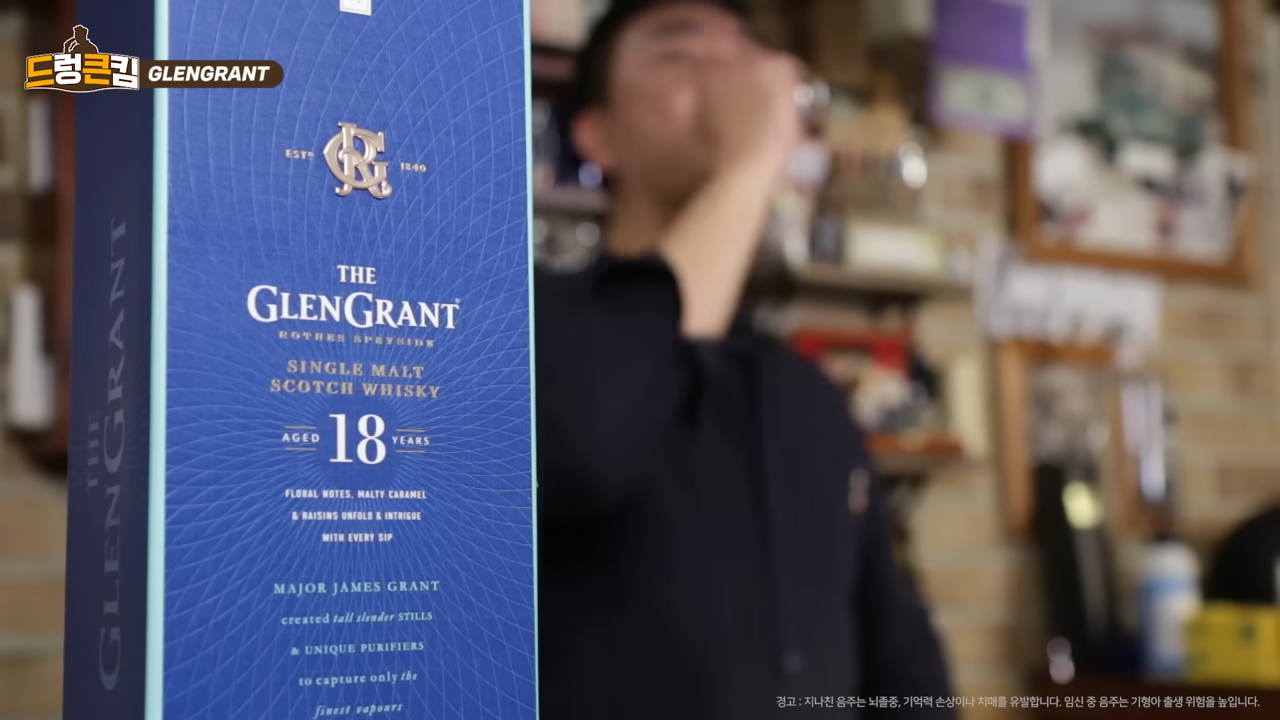 드렁큰킴 GLENGRANT
ESTD 1840
THE
GLENGRANT
ROTHES SPEYSIDE
SINGLE MALT
SCOTCH WHISKY
AGED 18 YEARS
FLORAL NOTES, MALTY CARAMEL
& RAISINS UNFOLD & INTRIGUE
WITH EVERY SIP
MAJOR JAMES GRANT
created tall slender STILLS
& UNIQUE PURIFIERS
to capture only the
finest vapours
THE
GLENGRANT
경고 : 지나친 음주는 뇌졸중, 기억력 손상이나 치매를 유발합니다. 임신 중 음주는 기형아 출생 위험을 높입니다.